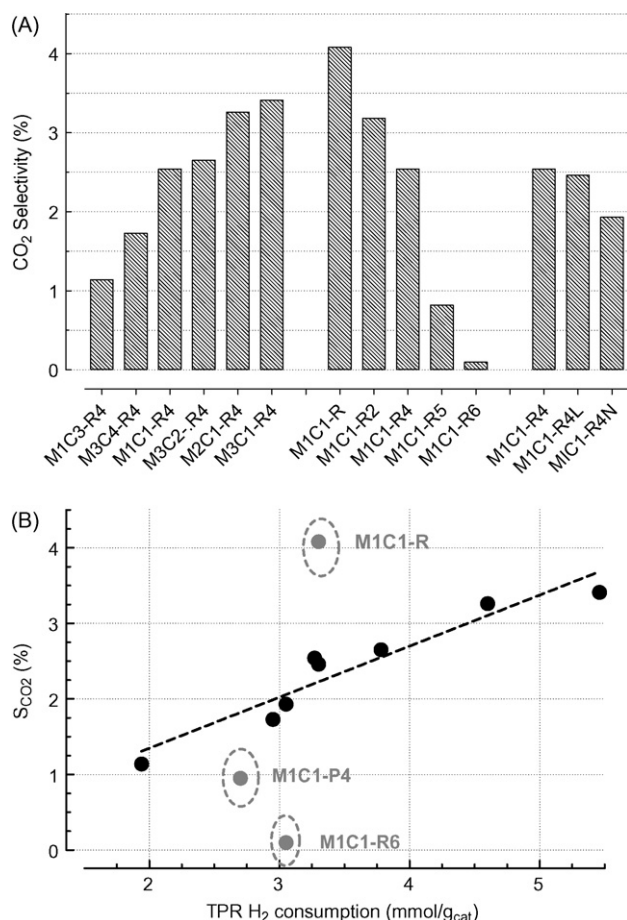 (A)
CO2 Selectivity (%)
4
3
2
1
0
M1C3-R4
M3C4-R4
M1C1-R4
M3C2-.R4
M2C1-R4
M3C1-R4
M1C1-R
M1C1-R2
M1C1-R4
M1C1-R5
M1C1-R6
M1C1-R4
M1C1-R4L
MIC1-R4N
(B)
SCO2 (%)
4
3
2
1
0
M1C1-R
M1C1-P4
M1C1-R6
2 3 4 5
TPR H2 consumption (mmol/gcat)